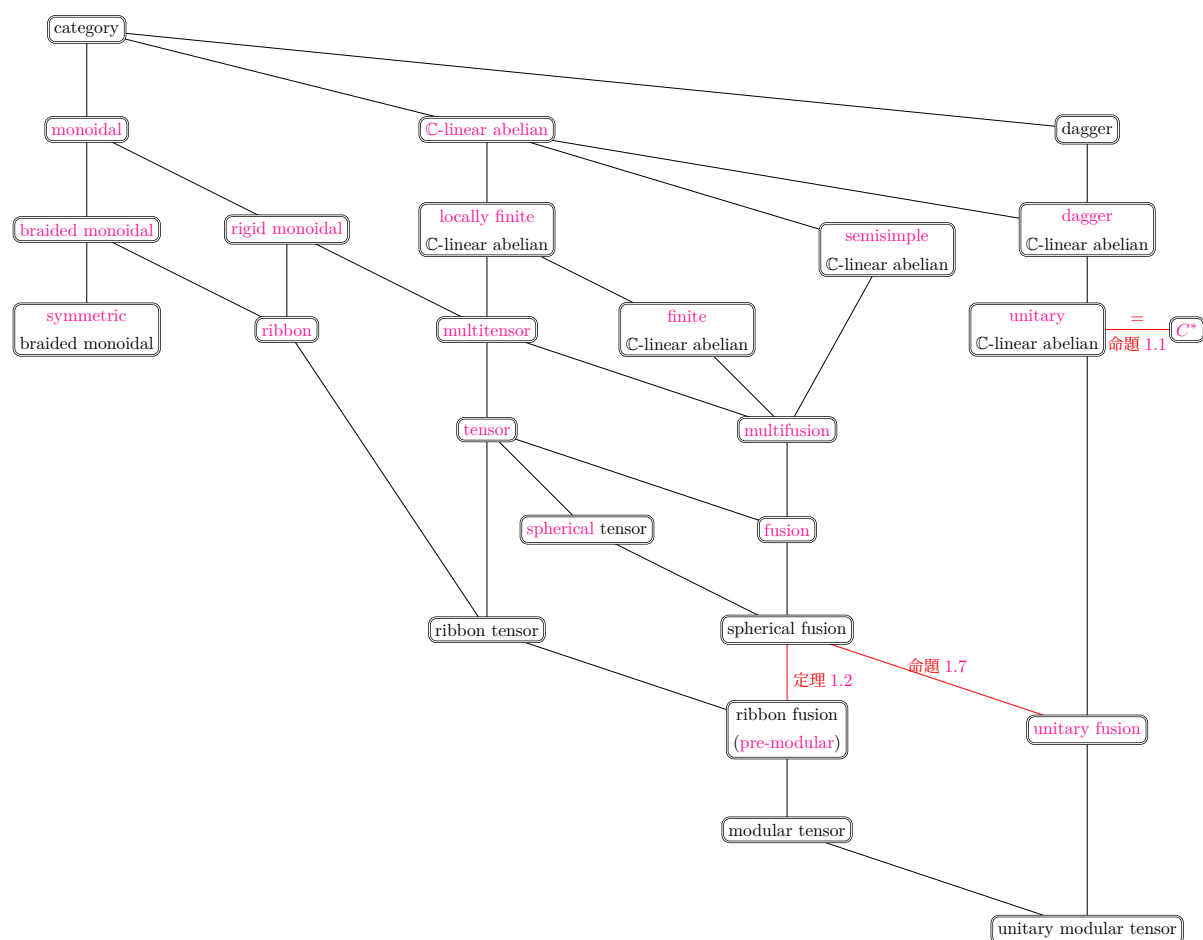 category
monoidal
ℂ-linear abelian
dagger
braided monoidal
rigid monoidal
locally finite
ℂ-linear abelian
semisimple
ℂ-linear abelian
dagger
ℂ-linear abelian
symmetric
braided monoidal
ribbon
multitensor
finite
ℂ-linear abelian
unitary
ℂ-linear abelian
=
命題 1.1
C*
tensor
multifusion
spherical tensor
fusion
ribbon tensor
spherical fusion
定理 1.2
命題 1.7
ribbon fusion
(pre-modular)
unitary fusion
modular tensor
unitary modular tensor